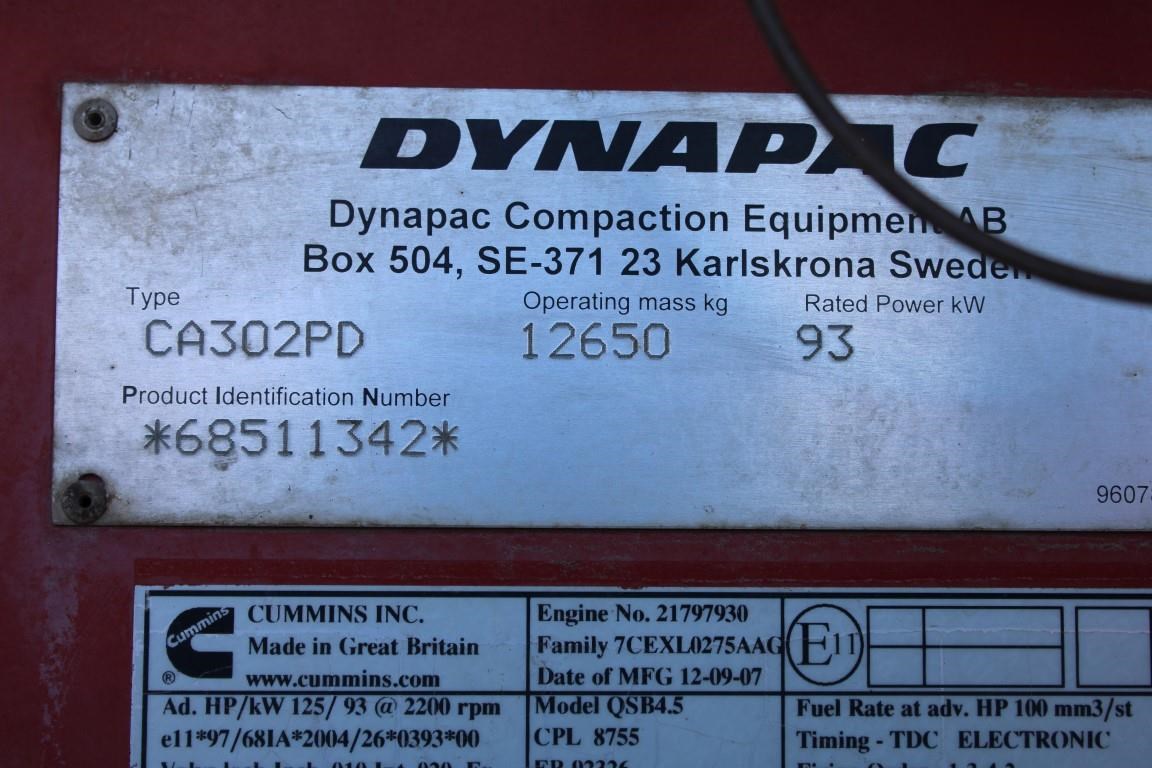 DYNAPAC
Dynapac Compaction Equipment AB
Box 504, SE-371 23 Karlskrona Sweden
Type Operating mass kg Rated Power kW
CA302PD 12650 93
Product Identification Number
*68511342*
Cummins
®
CUMMINS INC.
Made in Great Britain
www.cummins.com
Engine No. 21797930
Family 7CEXL0275AAG
Date of MFG 12-09-07
E11
Ad. HP/kW 125/ 93 @ 2200 rpm
e11*97/68IA*2004/26*0393*00
Model QSB4.5
CPL 8755
Fuel Rate at adv. HP 100 mm3/st
Timing - TDC ELECTRONIC